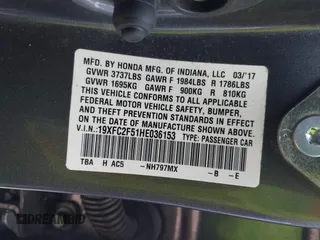 MFD. BY HONDA MFG. OF INDIANA, LLC 03/'17
GVWR 3737LBS GAWR F 1984LBS R 1786LBS
GVWR 1695KG GAWR F 900KG R 810KG
THIS VEHICLE CONFORMS TO ALL APPLICABLE
FEDERAL MOTOR VEHICLE SAFETY, BUMPER,
AND THEFT PREVENTION STANDARDS IN EFFECT
ON THE DATE OF MANUFACTURE SHOWN ABOVE.
V.I.N.: 19XFC2F51HE036153 TYPE: PASSENGER CAR
TBA H AC5 - NH797MX - B - E
DREAMBID